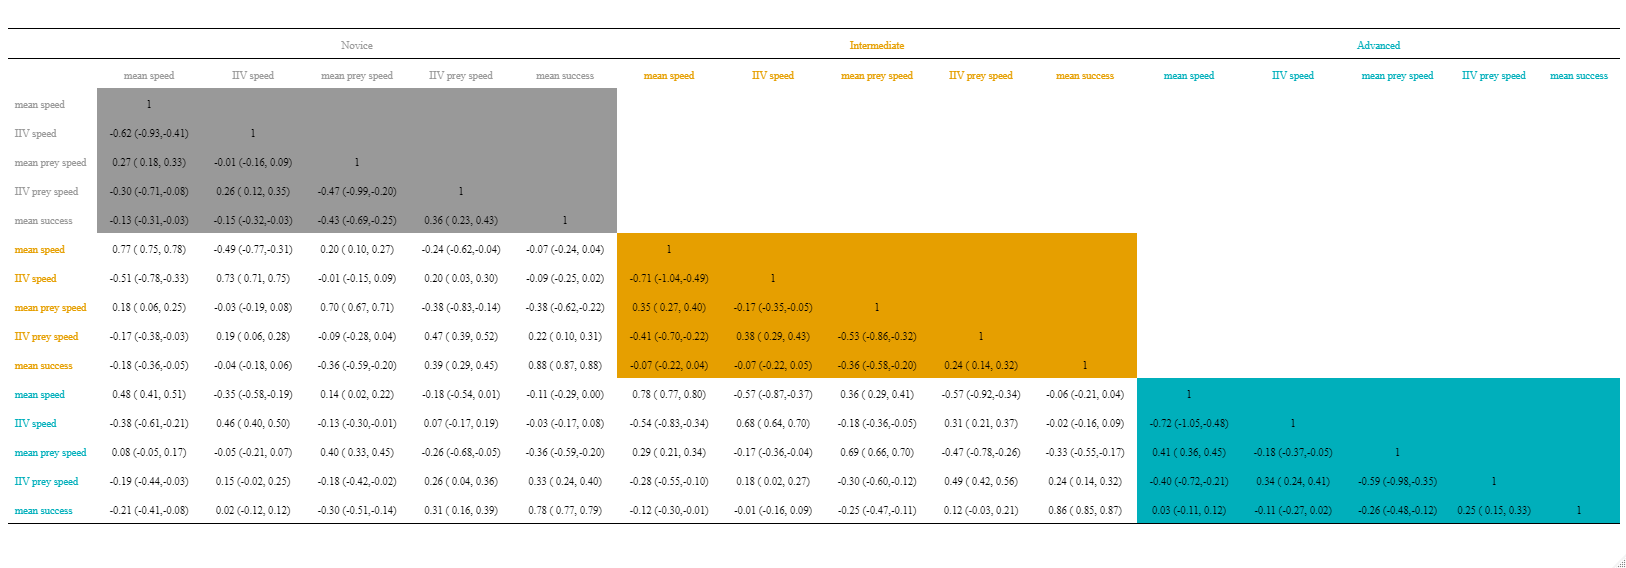 Novice Intermediate Advanced
mean speed IIV speed mean prey speed IIV prey speed mean success mean speed IIV speed mean prey speed IIV prey speed mean success mean speed IIV speed mean prey speed IIV prey speed mean success
mean speed 1
IIV speed -0.62 (-0.93,-0.41) 1
mean prey speed 0.27 ( 0.18, 0.33) -0.01 (-0.16, 0.09) 1
IIV prey speed -0.30 (-0.71,-0.08) 0.26 ( 0.12, 0.35) -0.47 (-0.99,-0.20) 1
mean success -0.13 (-0.31,-0.03) -0.15 (-0.32,-0.03) -0.43 (-0.69,-0.25) 0.36 ( 0.23, 0.43) 1
mean speed 0.77 ( 0.75, 0.78) -0.49 (-0.77,-0.31) 0.20 ( 0.10, 0.27) -0.24 (-0.62,-0.04) -0.07 (-0.24, 0.04) 1
IIV speed -0.51 (-0.78,-0.33) 0.73 ( 0.71, 0.75) -0.01 (-0.15, 0.09) 0.20 ( 0.03, 0.30) -0.09 (-0.25, 0.02) -0.71 (-1.04,-0.49) 1
mean prey speed 0.18 ( 0.06, 0.25) -0.03 (-0.19, 0.08) 0.70 ( 0.67, 0.71) -0.38 (-0.83,-0.14) -0.38 (-0.62,-0.22) 0.35 ( 0.27, 0.40) -0.17 (-0.35,-0.05) 1
IIV prey speed -0.17 (-0.38,-0.03) 0.19 ( 0.06, 0.28) -0.09 (-0.28, 0.04) 0.47 ( 0.39, 0.52) 0.22 ( 0.10, 0.31) -0.41 (-0.70,-0.22) 0.38 ( 0.29, 0.43) -0.53 (-0.86,-0.32) 1
mean success -0.18 (-0.36,-0.05) -0.04 (-0.18, 0.06) -0.36 (-0.59,-0.20) 0.39 ( 0.29, 0.45) 0.88 ( 0.87, 0.88) -0.07 (-0.22, 0.04) -0.07 (-0.22, 0.05) -0.36 (-0.58,-0.20) 0.24 ( 0.14, 0.32) 1
mean speed 0.48 ( 0.41, 0.51) -0.35 (-0.58,-0.19) 0.14 ( 0.02, 0.22) -0.18 (-0.54, 0.01) -0.11 (-0.29, 0.00) 0.78 ( 0.77, 0.80) -0.57 (-0.87,-0.37) 0.36 ( 0.29, 0.41) -0.57 (-0.92,-0.34) -0.06 (-0.21, 0.04) 1
IIV speed -0.38 (-0.61,-0.21) 0.46 ( 0.40, 0.50) -0.13 (-0.30,-0.01) 0.07 (-0.17, 0.19) -0.03 (-0.17, 0.08) -0.54 (-0.83,-0.34) 0.68 ( 0.64, 0.70) -0.18 (-0.36,-0.05) 0.31 ( 0.21, 0.37) -0.02 (-0.16, 0.09) -0.72 (-1.05,-0.48) 1
mean prey speed 0.08 (-0.05, 0.17) -0.05 (-0.21, 0.07) 0.40 ( 0.33, 0.45) -0.26 (-0.68,-0.05) -0.36 (-0.59,-0.20) 0.29 ( 0.21, 0.34) -0.17 (-0.36,-0.04) 0.69 ( 0.66, 0.70) -0.47 (-0.78,-0.26) -0.33 (-0.55,-0.17) 0.41 ( 0.36, 0.45) -0.18 (-0.37,-0.05) 1
IIV prey speed -0.19 (-0.44,-0.03) 0.15 (-0.02, 0.25) -0.18 (-0.42,-0.02) 0.26 ( 0.04, 0.36) 0.33 ( 0.24, 0.40) -0.28 (-0.55,-0.10) 0.18 ( 0.02, 0.27) -0.30 (-0.60,-0.12) 0.49 ( 0.42, 0.56) 0.24 ( 0.14, 0.32) -0.40 (-0.72,-0.21) 0.34 ( 0.24, 0.41) -0.59 (-0.98,-0.35) 1
mean success -0.21 (-0.41,-0.08) 0.02 (-0.12, 0.12) -0.30 (-0.51,-0.14) 0.31 ( 0.16, 0.39) 0.78 ( 0.77, 0.79) -0.12 (-0.30,-0.01) -0.01 (-0.16, 0.09) -0.25 (-0.47,-0.11) 0.12 (-0.03, 0.21) 0.86 ( 0.85, 0.87) 0.03 (-0.11, 0.12) -0.11 (-0.27, 0.02) -0.26 (-0.48,-0.12) 0.25 ( 0.15, 0.33) 1